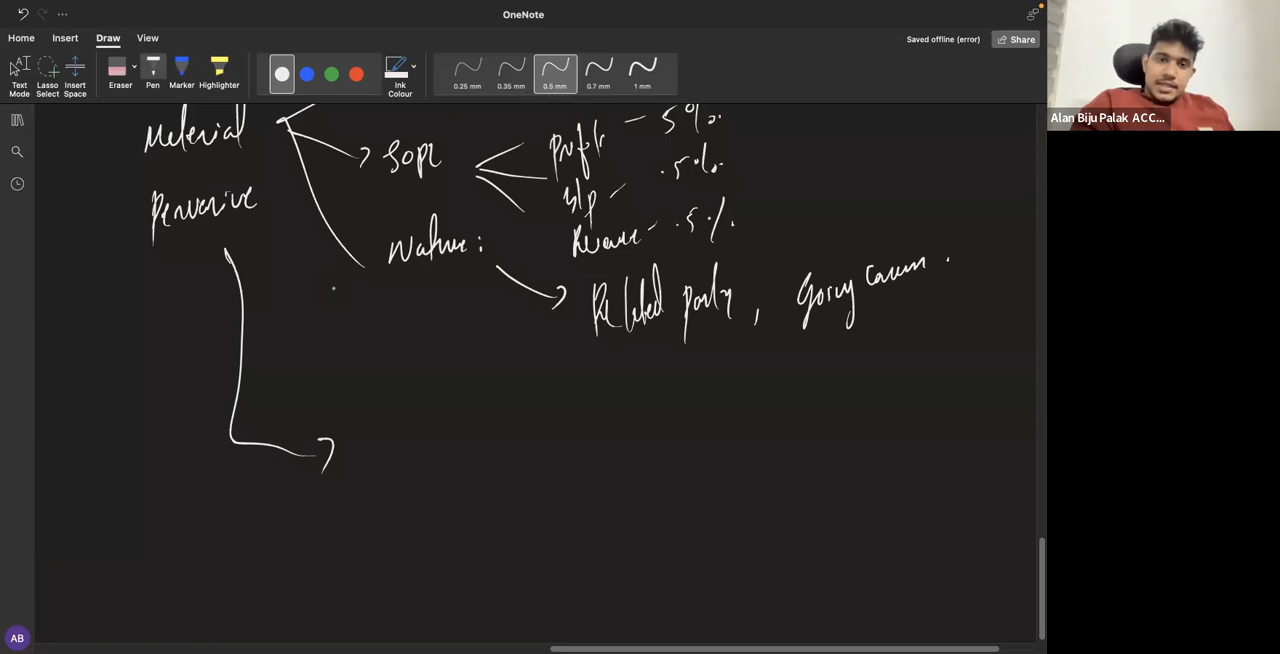 OneNote
Home Insert Draw View
Saved offline (error)
Share
Text Mode
Lasso Select
Insert Space
Eraser
Pen
Marker
Highlighter
Ink Colour
0.25 mm
0.35 mm
0.5 mm
0.7 mm
1 mm
Alan Biju Palak ACC...
Material
SOPL
Profit - 5%.
.5%.
Revenue - .5%.
Pervasive
Nature:
Related party, going concern.
AB